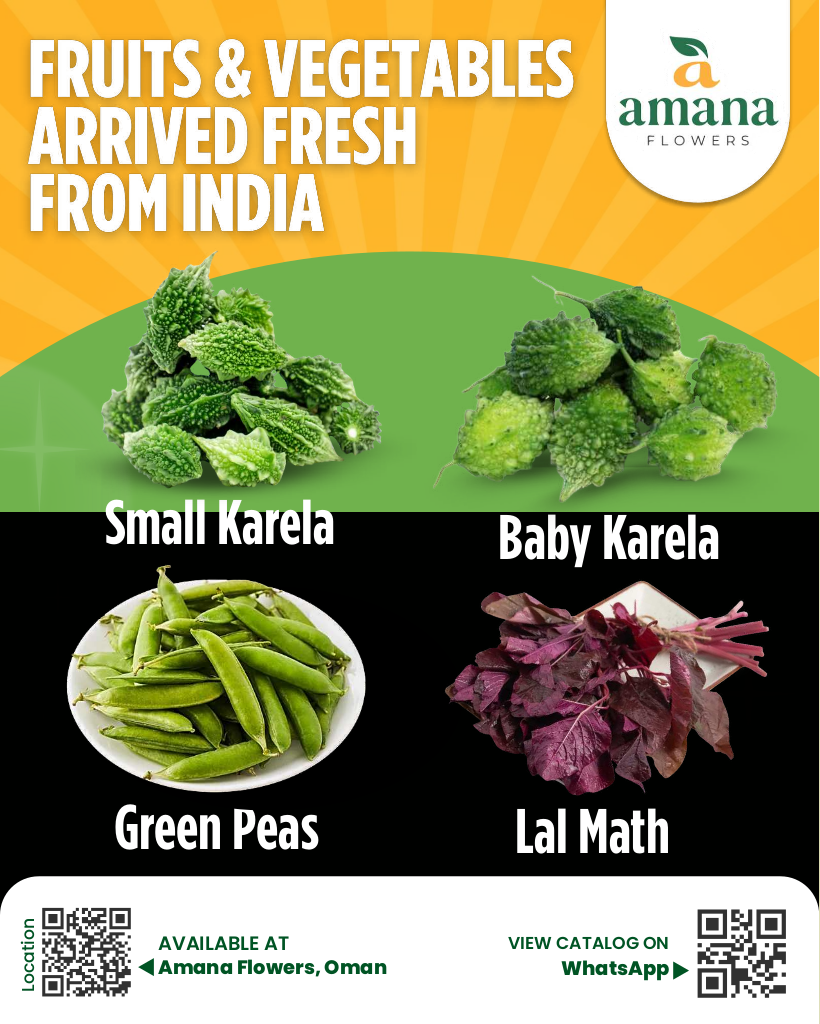 FRUITS & VEGETABLES
ARRIVED FRESH
FROM INDIA
a
amana
FLOWERS
Small Karela
Baby Karela
Green Peas
Lal Math
Location
AVAILABLE AT
Amana Flowers, Oman
VIEW CATALOG ON
WhatsApp